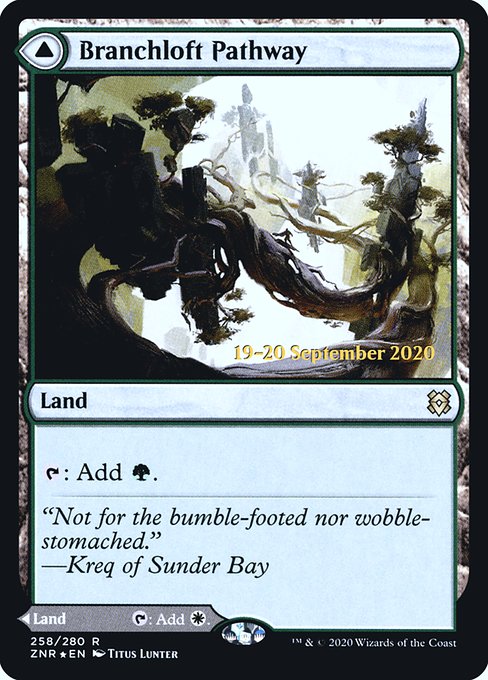 Branchloft Pathway
19–20 September 2020
Land
: Add .
“Not for the bumble-footed nor wobble-
stomached.”
—Kreq of Sunder Bay
Land : Add .
258/280 R
ZNR★EN Titus Lunter
™ & © 2020 Wizards of the Coast